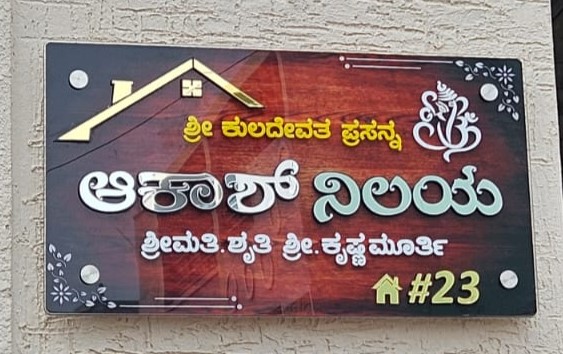 ಶ್ರೀ ಕುಲದೇವತ ಪ್ರಸನ್ನ
ಆಕಾಶ್ ನಿಲಯ
ಶ್ರೀಮತಿ.ಶೃತಿ ಶ್ರೀ.ಕೃಷ್ಣಮೂರ್ತಿ
#23